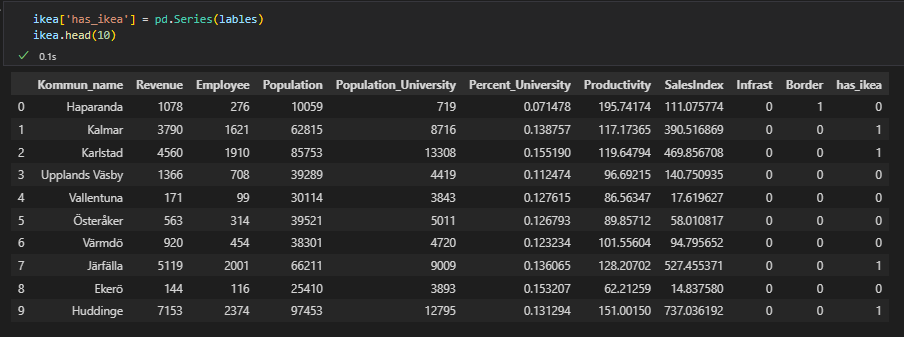 ikea['has_ikea'] = pd.Series(lables)
ikea.head(10)
0.1s
Kommun_name Revenue Employee Population Population_University Percent_University Productivity SalesIndex Infrast Border has_ikea
0 Haparanda 1078 276 10059 719 0.071478 195.74174 111.075774 0 1 0
1 Kalmar 3790 1621 62815 8716 0.138757 117.17365 390.516869 0 0 1
2 Karlstad 4560 1910 85753 13308 0.155190 119.64794 469.856708 0 0 1
3 Upplands Väsby 1366 708 39289 4419 0.112474 96.69215 140.750935 0 0 0
4 Vallentuna 171 99 30114 3843 0.127615 86.56347 17.619627 0 0 0
5 Österåker 563 314 39521 5011 0.126793 89.85712 58.010817 0 0 0
6 Värmdö 920 454 38301 4720 0.123234 101.55604 94.795652 0 0 0
7 Järfälla 5119 2001 66211 9009 0.136065 128.20702 527.455371 0 0 1
8 Ekerö 144 116 25410 3893 0.153207 62.21259 14.837580 0 0 0
9 Huddinge 7153 2374 97453 12795 0.131294 151.00150 737.036192 0 0 1